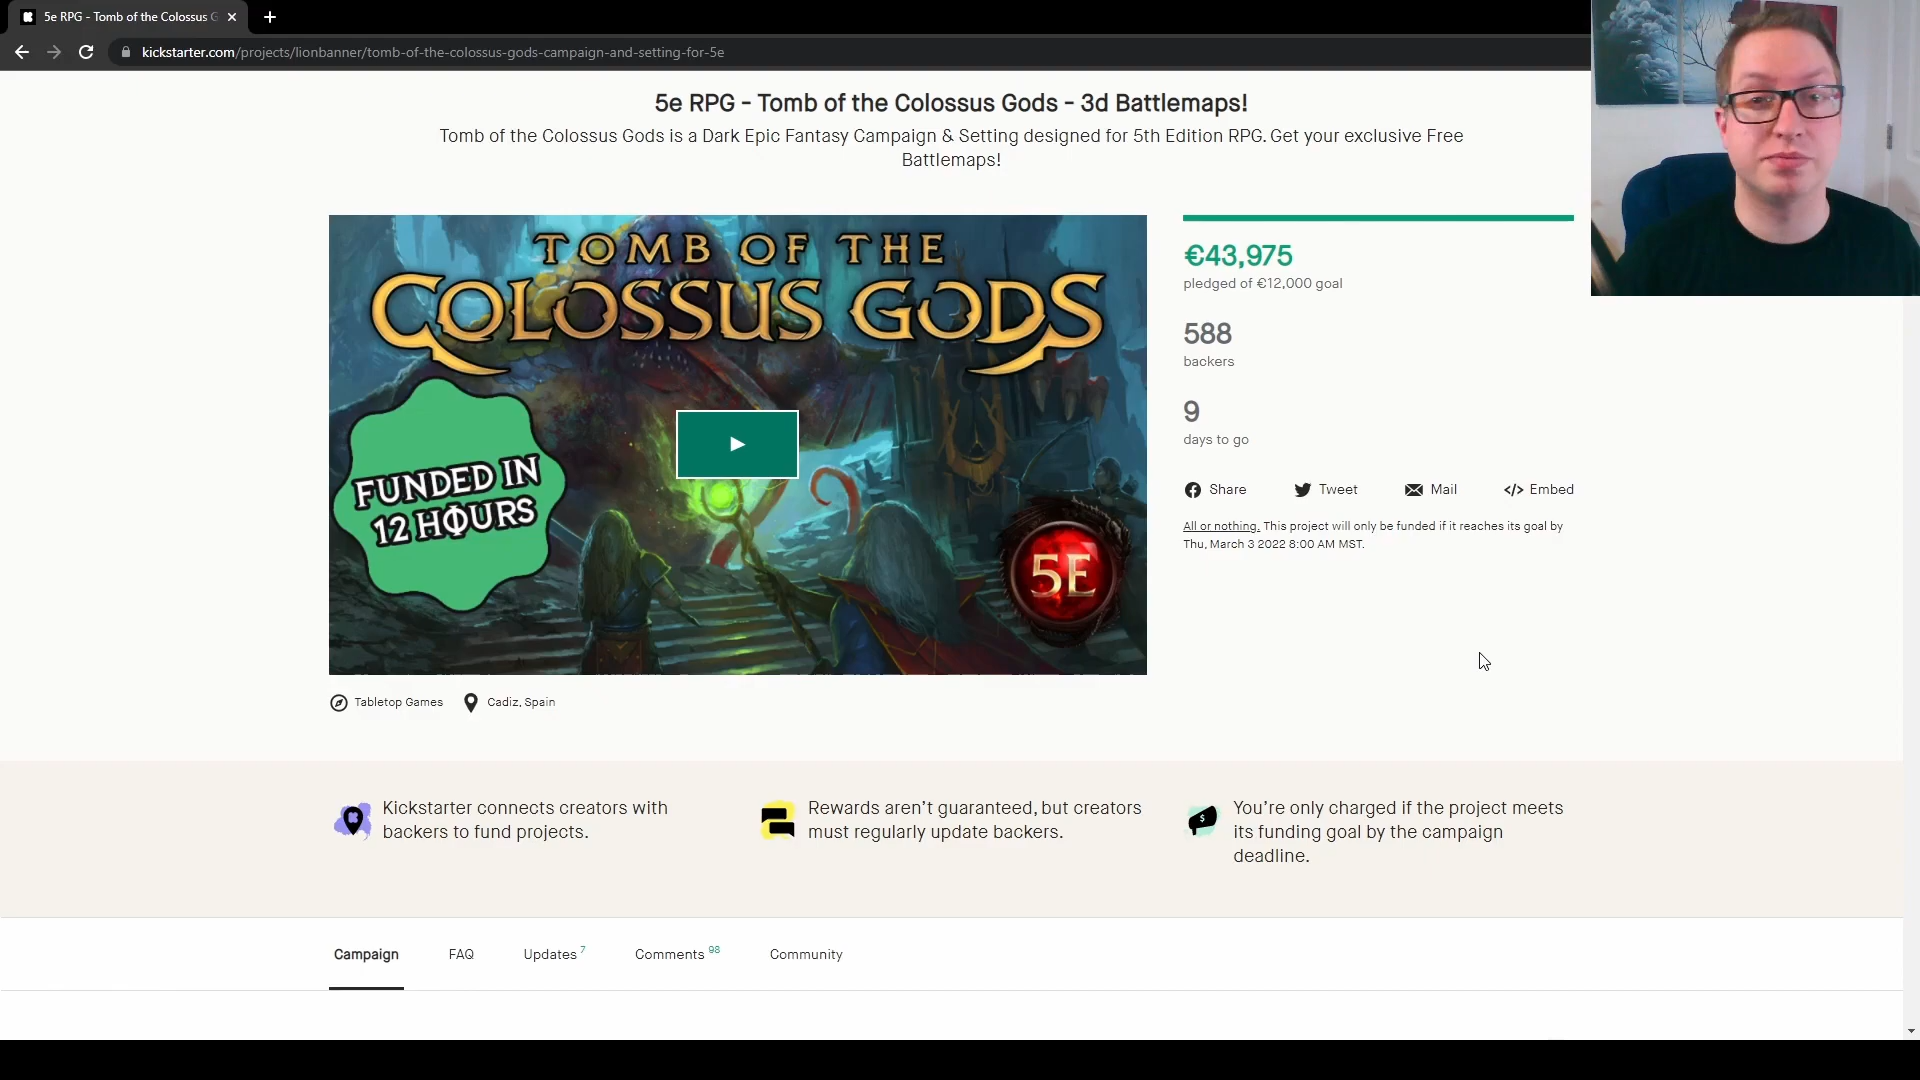 5e RPG - Tomb of the Colossus G
kickstarter.com/projects/lionbanner/tomb-of-the-colossus-gods-campaign-and-setting-for-5e
5e RPG - Tomb of the Colossus Gods - 3d Battlemaps!
Tomb of the Colossus Gods is a Dark Epic Fantasy Campaign & Setting designed for 5th Edition RPG. Get your exclusive Free
Battlemaps!
TOMB OF THE
COLOSSUS GODS
FUNDED IN
12 HOURS
5E
€43,975
pledged of €12,000 goal
588
backers
9
days to go
Share Tweet Mail Embed
All or nothing. This project will only be funded if it reaches its goal by
Thu, March 3 2022 8:00 AM MST.
Tabletop Games Cadiz, Spain
Kickstarter connects creators with
backers to fund projects.
Rewards aren't guaranteed, but creators
must regularly update backers.
You're only charged if the project meets
its funding goal by the campaign
deadline.
Campaign FAQ Updates 7 Comments 98 Community